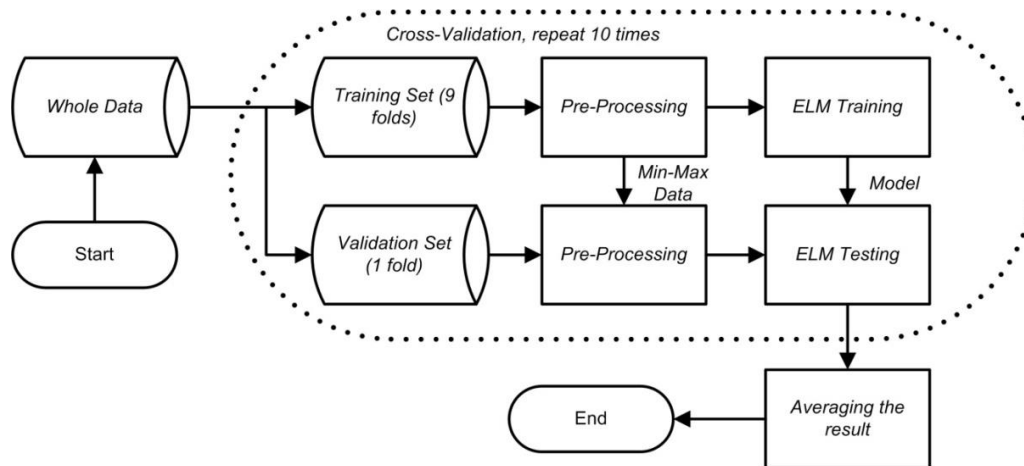 Cross-Validation, repeat 10 times
Whole Data
Training Set (9
folds)
Pre-Processing
ELM Training
Min-Max
Data
Model
Start
Validation Set
(1 fold)
Pre-Processing
ELM Testing
End
Averaging the
result